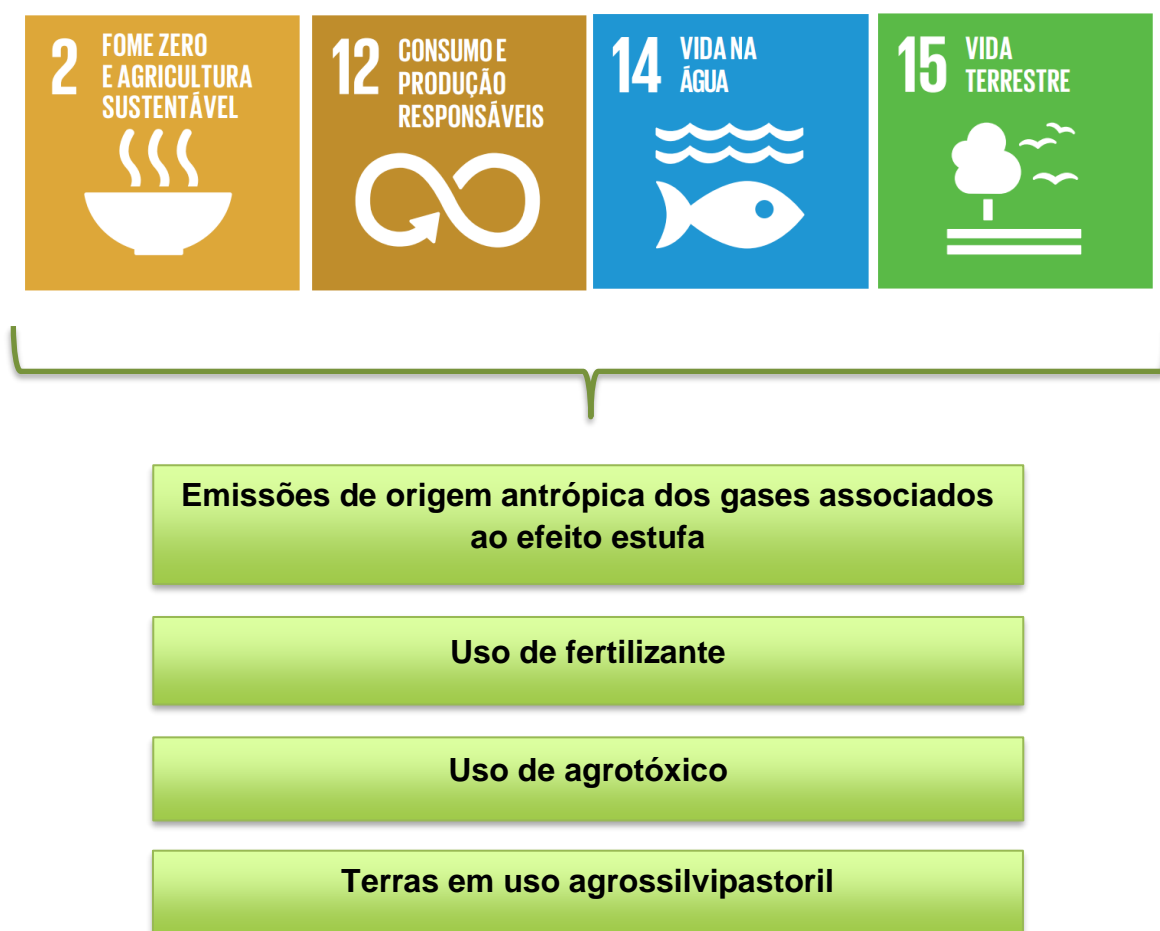 2
FOME ZERO
E AGRICULTURA
SUSTENTÁVEL
12
CONSUMO E
PRODUÇÃO
RESPONSÁVEIS
14
VIDA NA
ÁGUA
15
VIDA
TERRESTRE
Emissões de origem antrópica dos gases associados
ao efeito estufa
Uso de fertilizante
Uso de agrotóxico
Terras em uso agrossilvipastoril